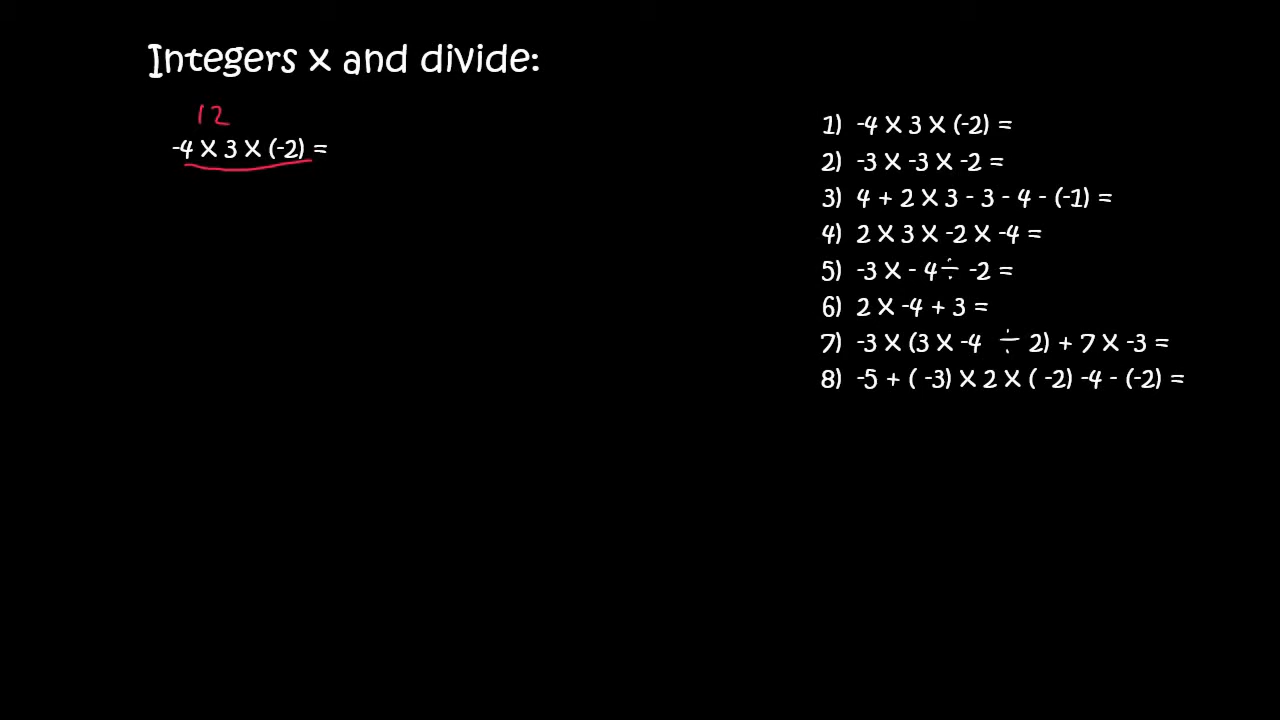 Integers x and divide:
12
-4 X 3 X (-2) =
1) -4 X 3 X (-2) =
2) -3 X -3 X -2 =
3) 4 + 2 X 3 - 3 - 4 - (-1) =
4) 2 X 3 X -2 X -4 =
5) -3 X - 4 ÷ -2 =
6) 2 X -4 + 3 =
7) -3 X (3 X -4 ÷ 2) + 7 X -3 =
8) -5 + ( -3) X 2 X ( -2) -4 - (-2) =